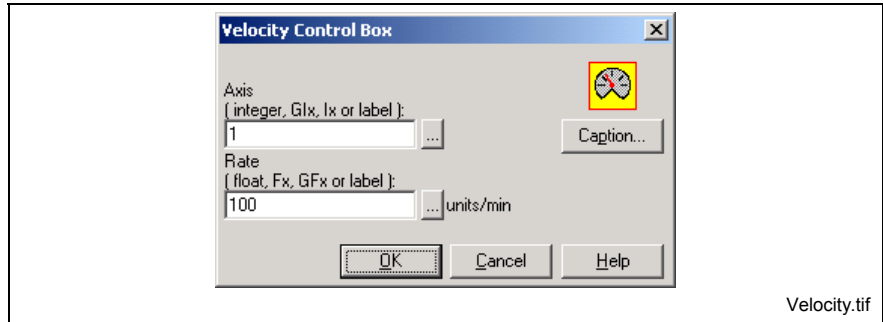 Velocity Control Box
Axis
( integer, GIx, Ix or label ):
1
...
Caption...
Rate
( float, Fx, GFx or label ):
100
... units/min
OK Cancel Help
Velocity.tif